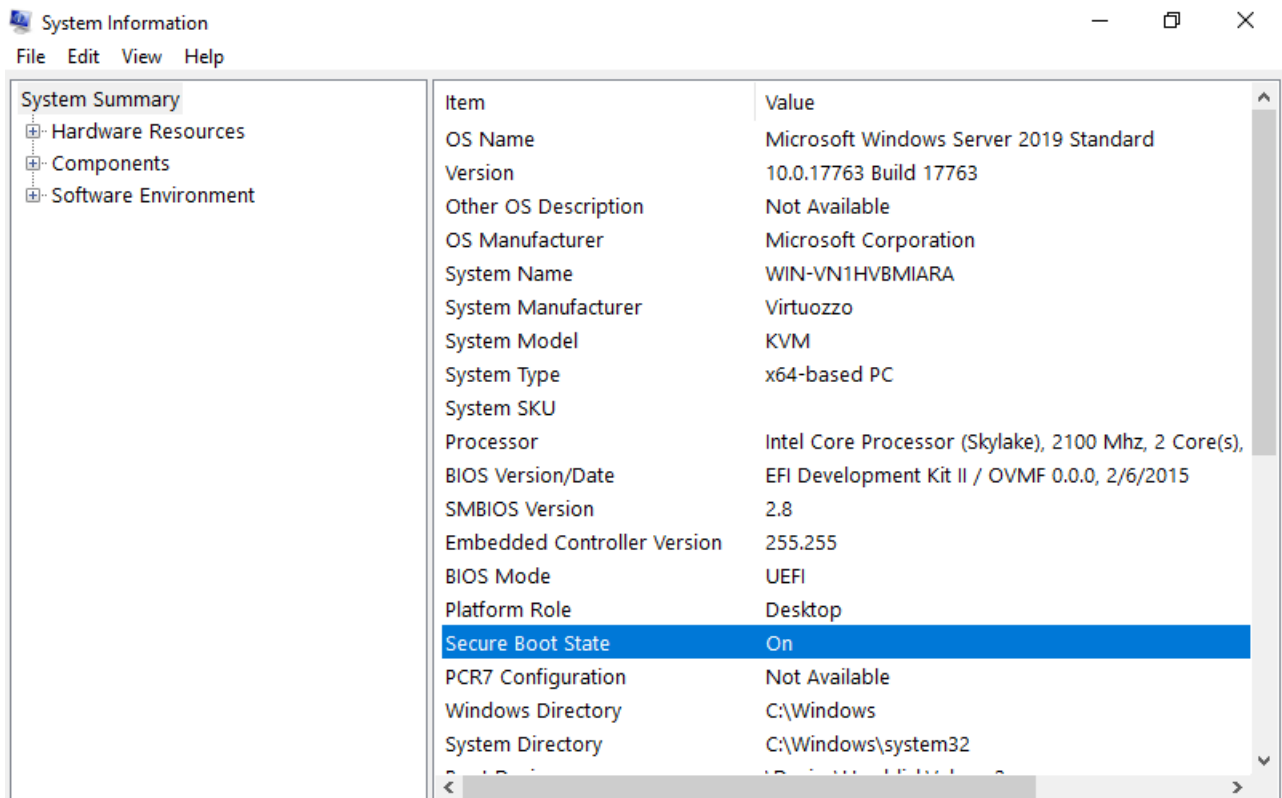 System Information
File Edit View Help
System Summary
Hardware Resources
Components
Software Environment
Item Value
OS Name Microsoft Windows Server 2019 Standard
Version 10.0.17763 Build 17763
Other OS Description Not Available
OS Manufacturer Microsoft Corporation
System Name WIN-VN1HVBMIARA
System Manufacturer Virtuozzo
System Model KVM
System Type x64-based PC
System SKU
Processor Intel Core Processor (Skylake), 2100 Mhz, 2 Core(s),
BIOS Version/Date EFI Development Kit II / OVMF 0.0.0, 2/6/2015
SMBIOS Version 2.8
Embedded Controller Version 255.255
BIOS Mode UEFI
Platform Role Desktop
Secure Boot State On
PCR7 Configuration Not Available
Windows Directory C:\Windows
System Directory C:\Windows\system32